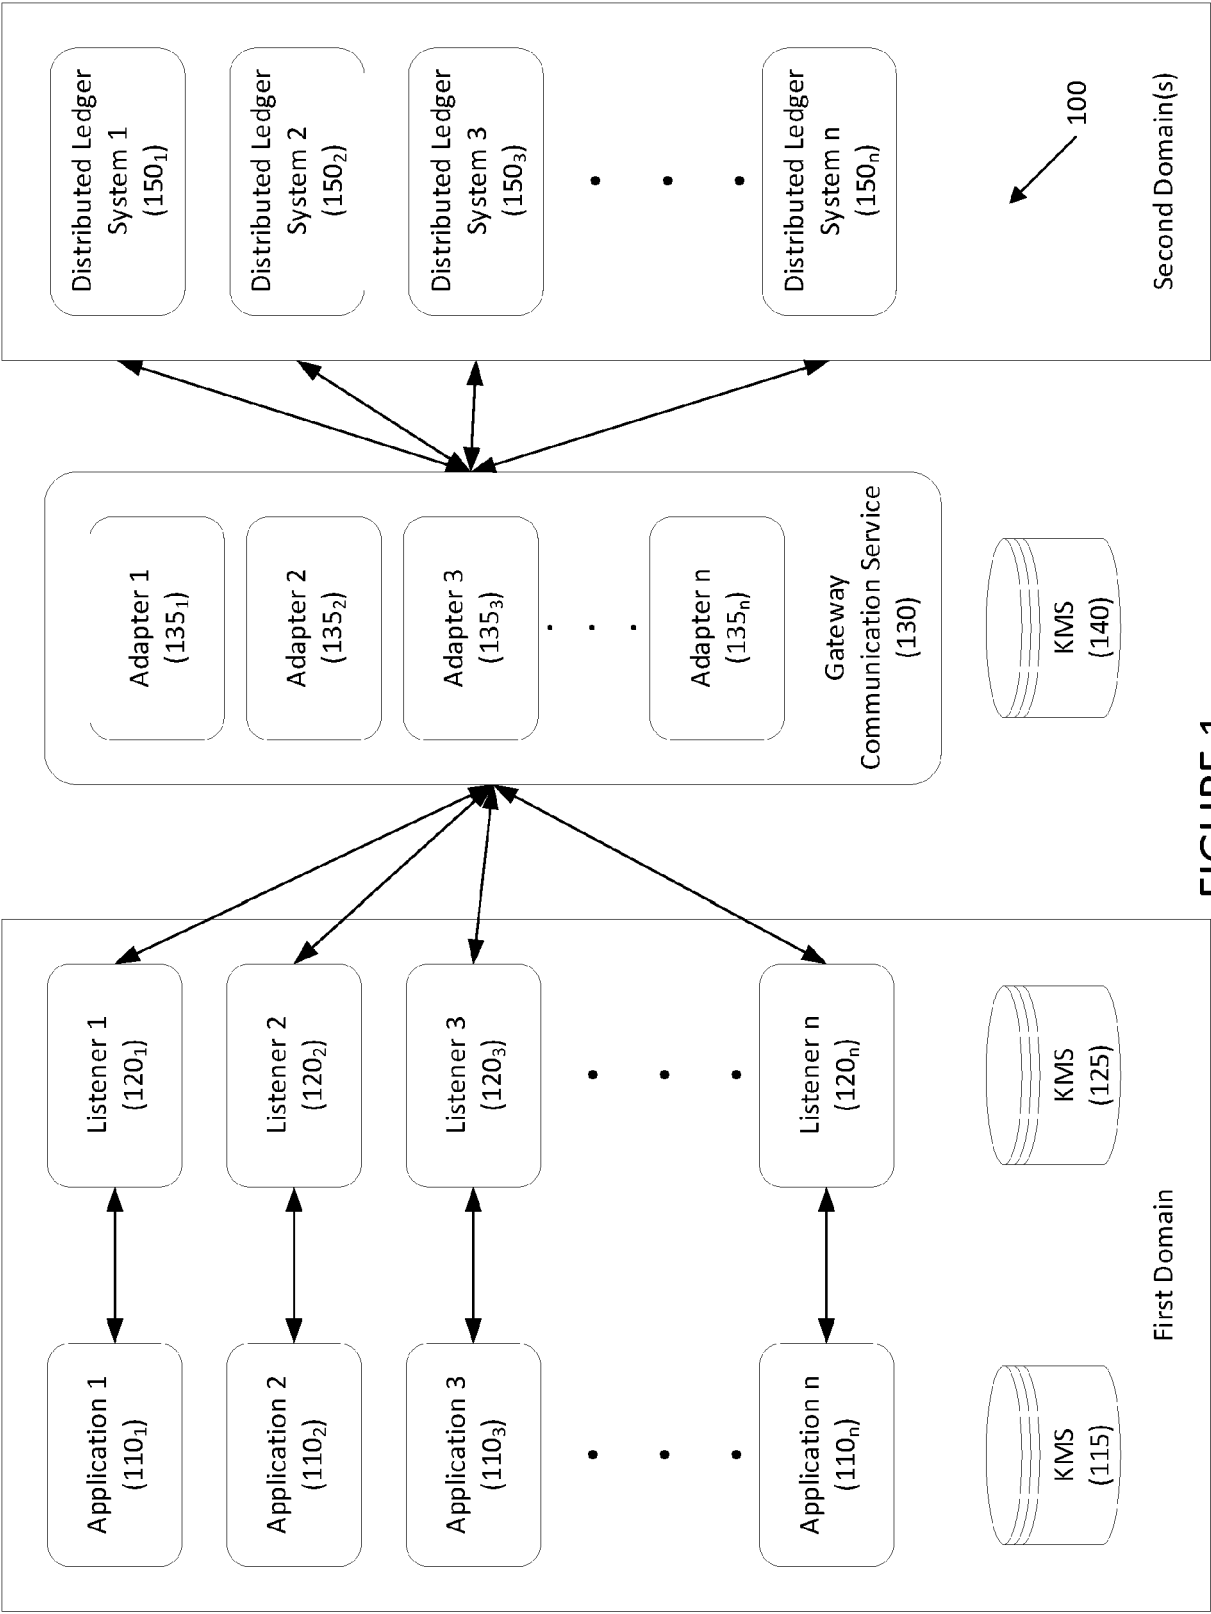 Application 1
(110₁)
Application 2
(110₂)
Application 3
(110₃)
Application n
(110ₙ)
KMS
(115)
Listener 1
(120₁)
Listener 2
(120₂)
Listener 3
(120₃)
Listener n
(120ₙ)
KMS
(125)
First Domain
Adapter 1
(135₁)
Adapter 2
(135₂)
Adapter 3
(135₃)
Adapter n
(135ₙ)
Gateway
Communication Service
(130)
KMS
(140)
Distributed Ledger
System 1
(150₁)
Distributed Ledger
System 2
(150₂)
Distributed Ledger
System 3
(150₃)
Distributed Ledger
System n
(150ₙ)
100
Second Domain(s)
FIGURE 1